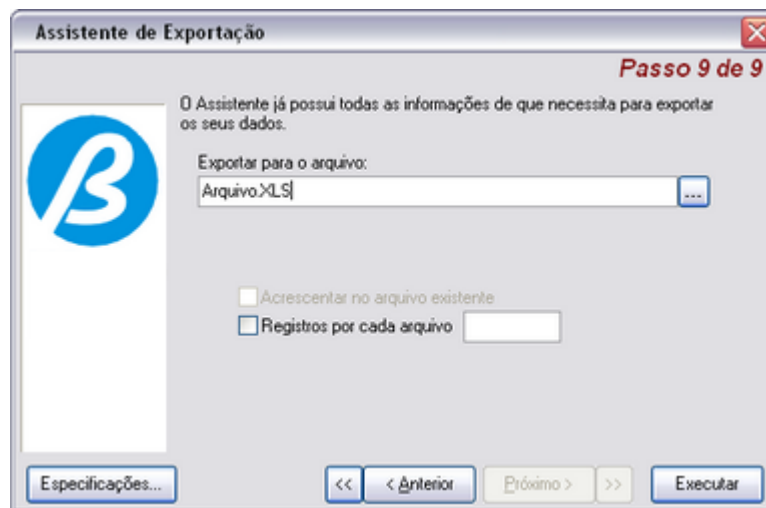 Assistente de Exportação
Passo 9 de 9
O Assistente já possui todas as informações de que necessita para exportar
os seus dados.
Exportar para o arquivo:
Arquivo.XLS
...
Acrescentar no arquivo existente
Registros por cada arquivo
Especificações...
<<
< Anterior
Próximo >
>>
Executar